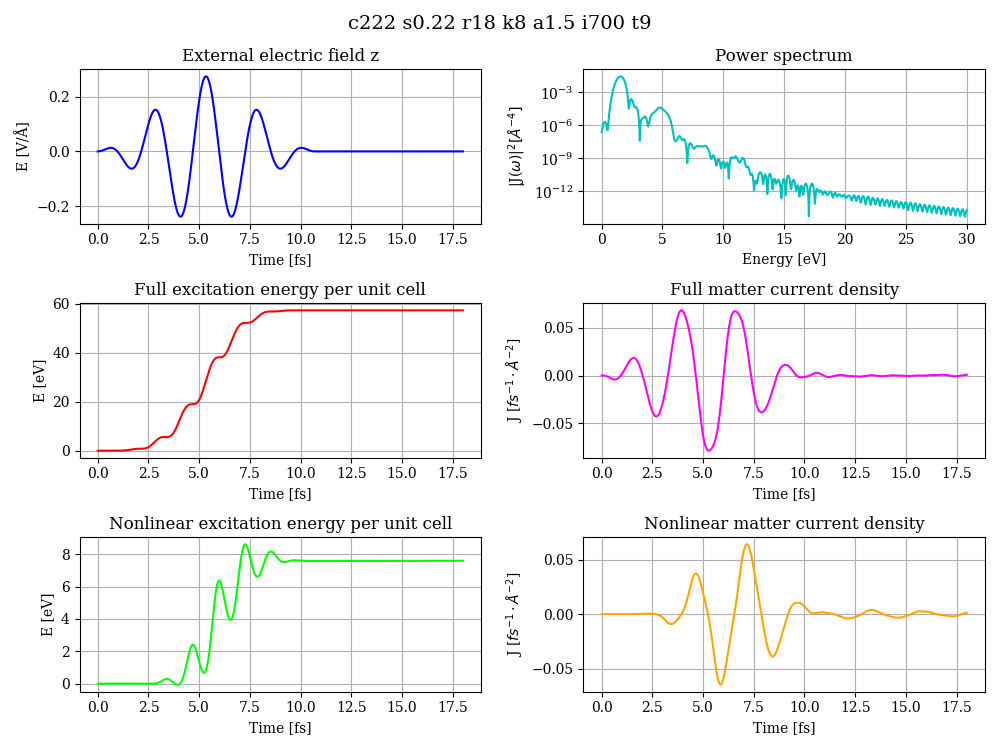 c222 s0.22 r18 k8 a1.5 i700 t9
External electric field z
E [V/Å]
0.2
0.0
−0.2
0.0 2.5 5.0 7.5 10.0 12.5 15.0 17.5
Time [fs]
Power spectrum
|J(ω)|² [Å⁻⁴]
10⁻³
10⁻⁶
10⁻⁹
10⁻¹²
0 5 10 15 20 25 30
Energy [eV]
Full excitation energy per unit cell
E [eV]
60
40
20
0
0.0 2.5 5.0 7.5 10.0 12.5 15.0 17.5
Time [fs]
Full matter current density
J [fs⁻¹ · Å⁻²]
0.05
0.00
−0.05
0.0 2.5 5.0 7.5 10.0 12.5 15.0 17.5
Time [fs]
Nonlinear excitation energy per unit cell
E [eV]
8
6
4
2
0
0.0 2.5 5.0 7.5 10.0 12.5 15.0 17.5
Time [fs]
Nonlinear matter current density
J [fs⁻¹ · Å⁻²]
0.05
0.00
−0.05
0.0 2.5 5.0 7.5 10.0 12.5 15.0 17.5
Time [fs]